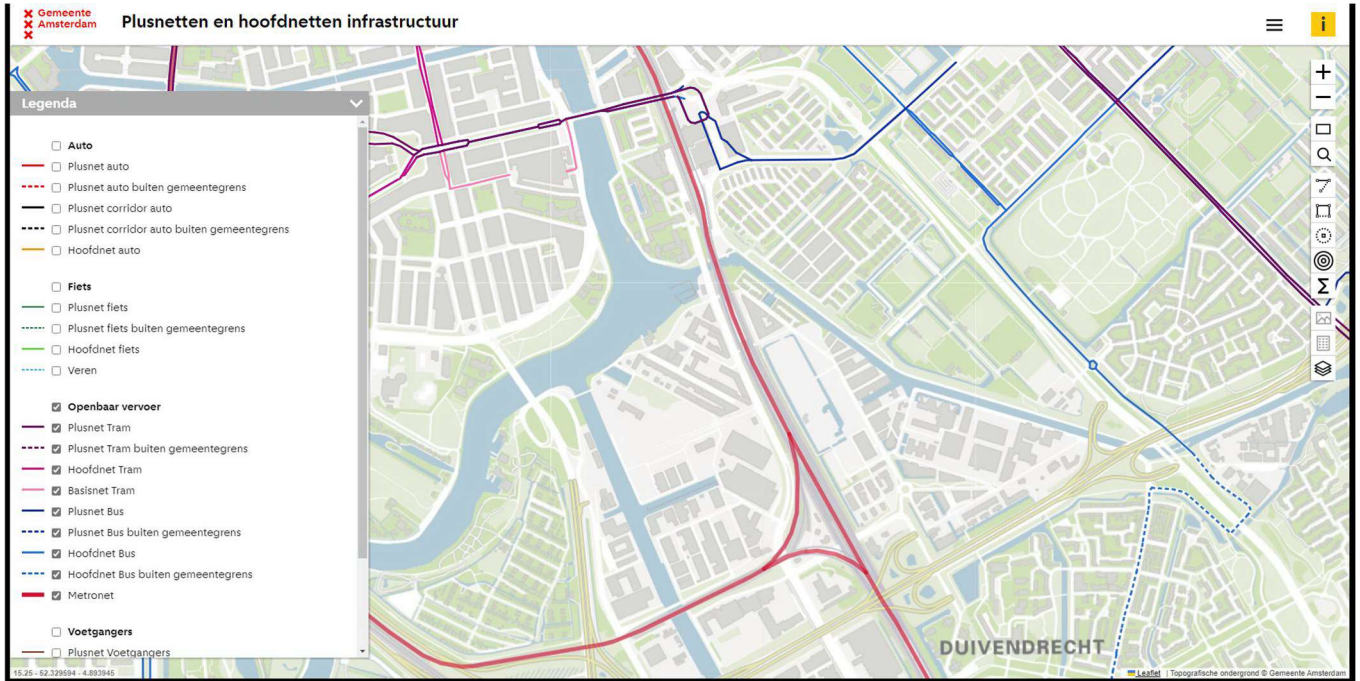 Gemeente
Amsterdam
Plusnetten en hoofdnetten infrastructuur
i
Legenda
Auto
Plusnet auto
Plusnet auto buiten gemeentegrens
Plusnet corridor auto
Plusnet corridor auto buiten gemeentegrens
Hoofdnet auto
Fiets
Plusnet fiets
Plusnet fiets buiten gemeentegrens
Hoofdnet fiets
Veren
Openbaar vervoer
Plusnet Tram
Plusnet Tram buiten gemeentegrens
Hoofdnet Tram
Basisnet Tram
Plusnet Bus
Plusnet Bus buiten gemeentegrens
Hoofdnet Bus
Hoofdnet Bus buiten gemeentegrens
Metronet
Voetgangers
Plusnet Voetgangers
DUIVENDRECHT
15.25 - 52.329594 - 4.893945
Leaflet | Topografische ondergrond © Gemeente Amsterdam